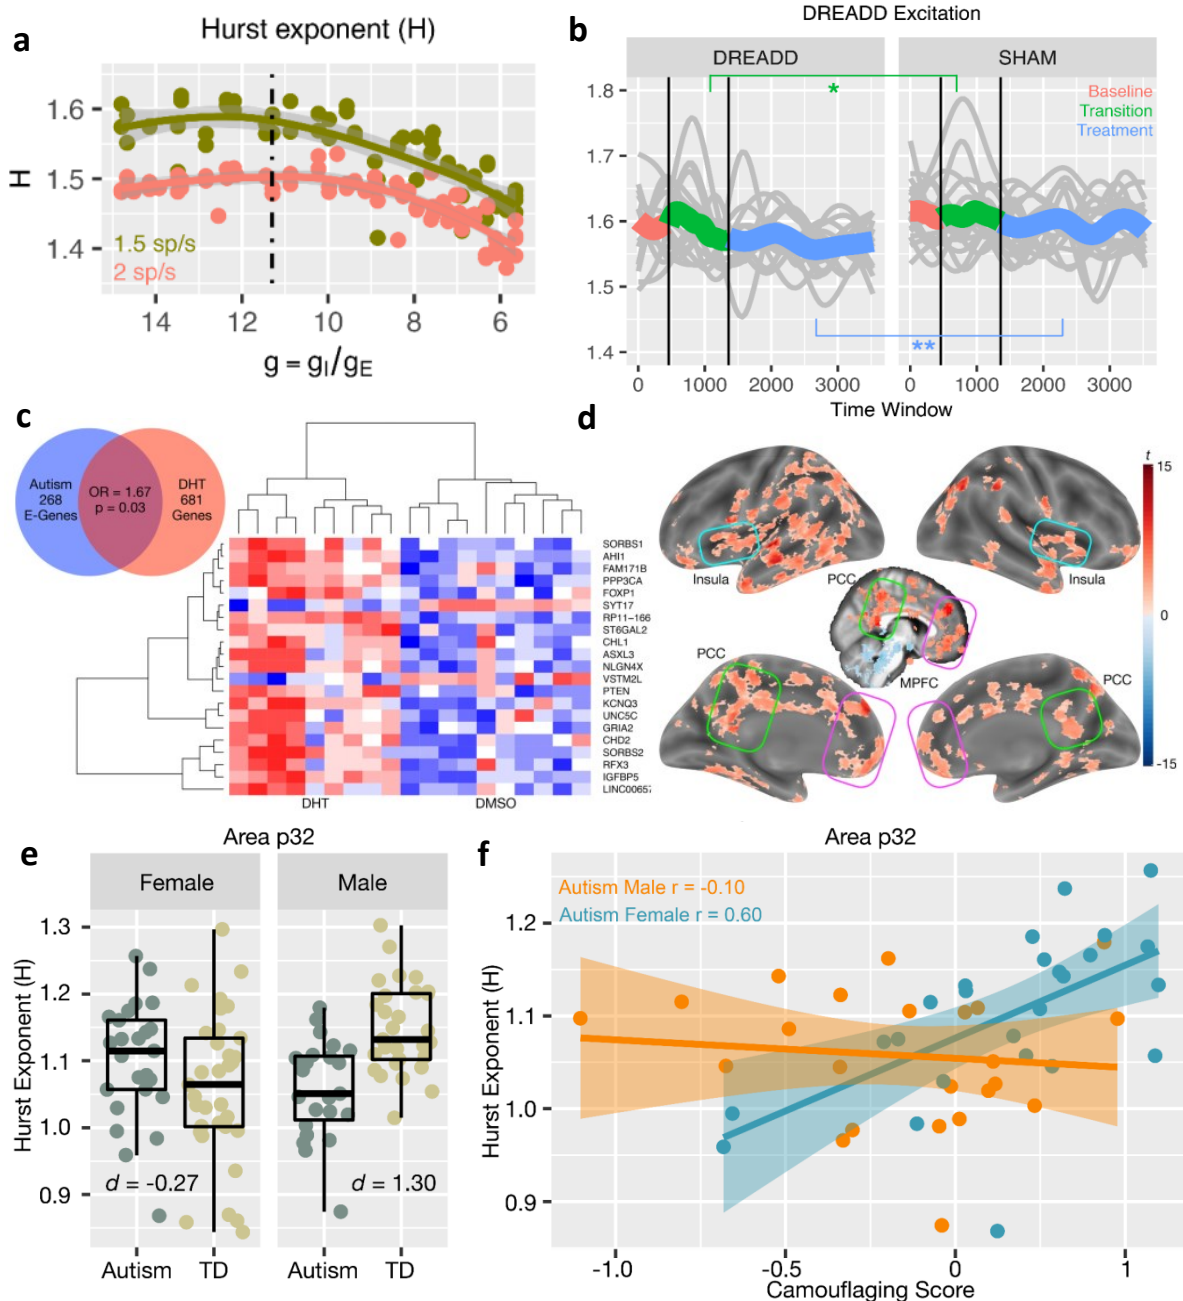 a
Hurst exponent (H)
1.6
1.5
1.4
H
1.5 sp/s
2 sp/s
14
12
10
8
6
g = gI/gE
b
DREADD Excitation
DREADD
SHAM
Baseline
Transition
Treatment
*
**
1.8
1.7
1.6
1.5
1.4
0
1000
2000
3000
0
1000
2000
3000
Time Window
c
Autism
268
E-Genes
OR = 1.67
p = 0.03
DHT
681
Genes
SORBS1
AHI1
FAM171B
PPP3CA
FOXP1
SYT17
RP11-166
ST6GAL2
CHL1
ASXL3
NLGN4X
VSTM2L
PTEN
KCNQ3
UNC5C
GRIA2
CHD2
SORBS2
RFX3
IGFBP5
LINC00657
DHT
DMSO
d
Insula
PCC
Insula
PCC
MPFC
PCC
t
15
0
-15
e
Area p32
Female
Male
1.3
1.2
1.1
1.0
0.9
Hurst Exponent (H)
d = -0.27
d = 1.30
Autism
TD
Autism
TD
f
Area p32
Autism Male r = -0.10
Autism Female r = 0.60
1.2
1.1
1.0
0.9
Hurst Exponent (H)
-1.0
-0.5
0
1
Camouflaging Score